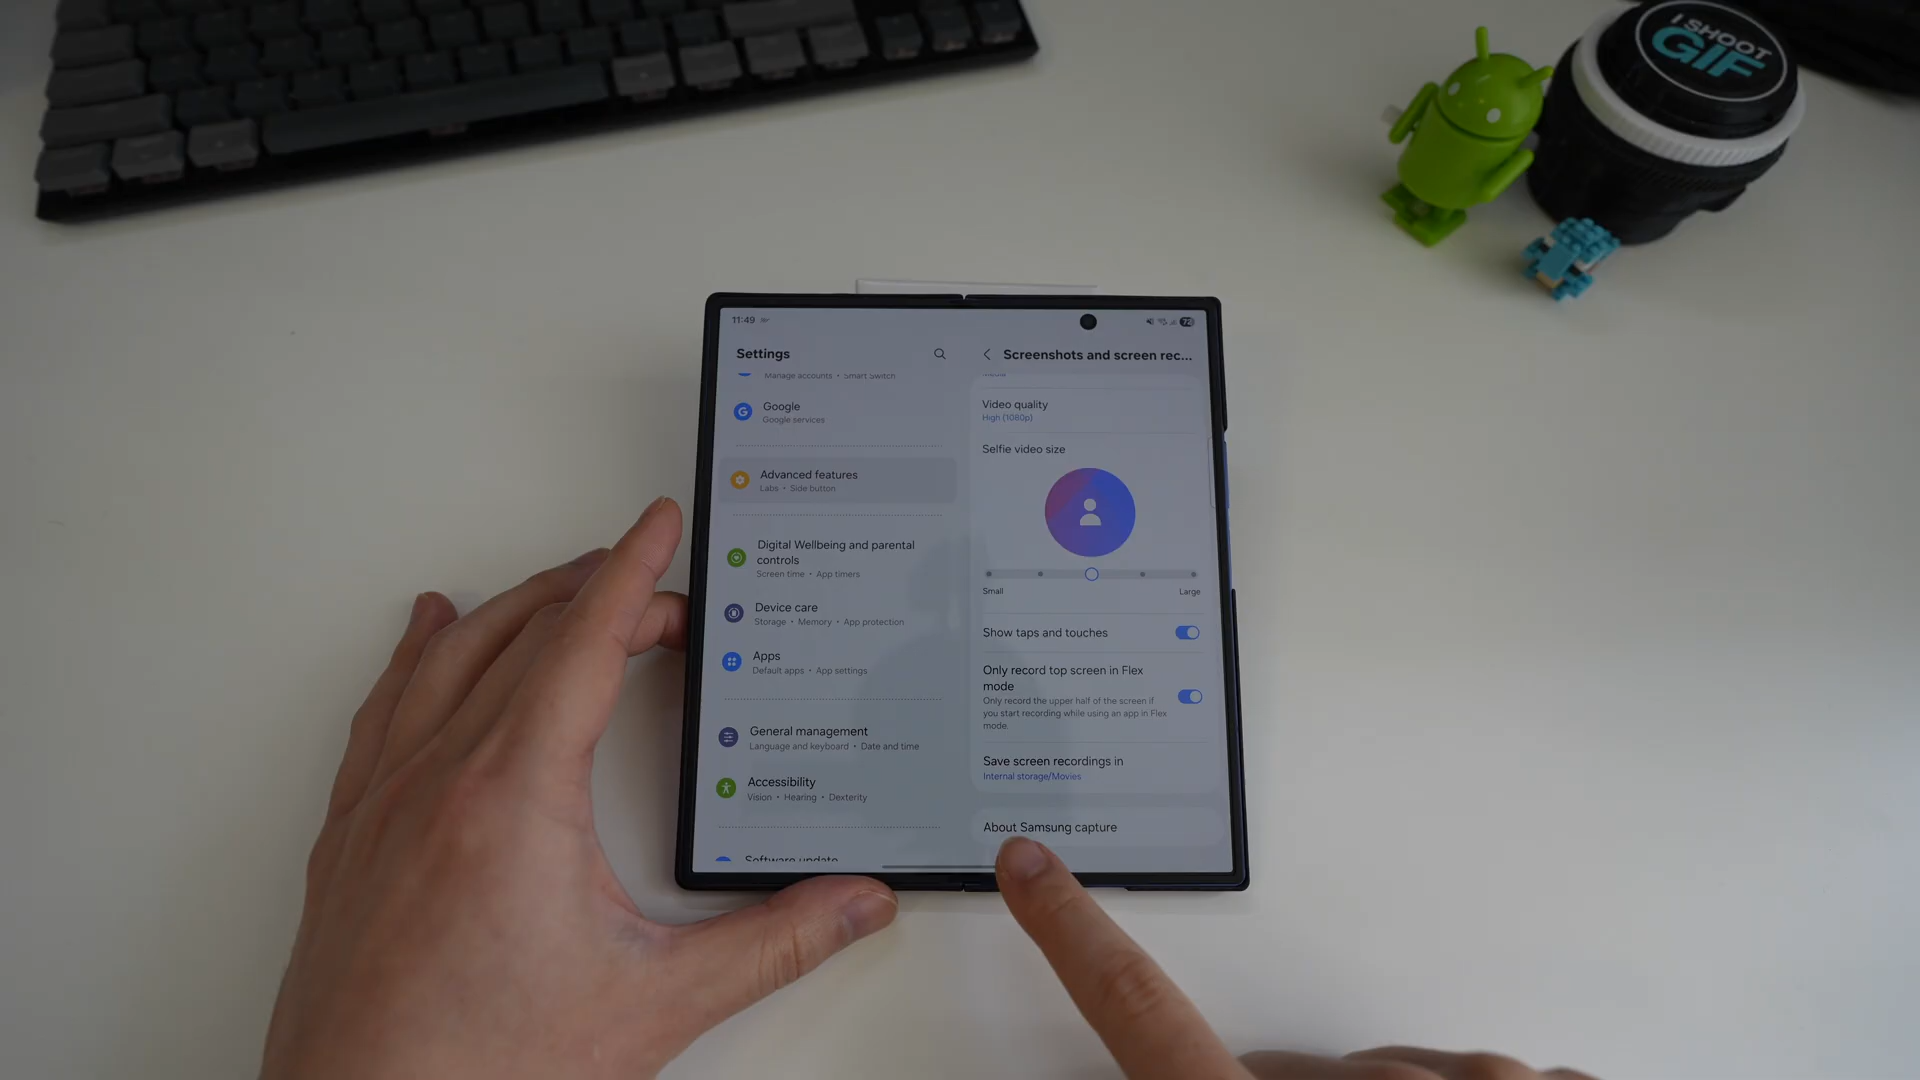 I SHOOT
GIF
11:49
72
Settings
Manage accounts • Smart Switch
Google
Google services
Advanced features
Labs • Side button
Digital Wellbeing and parental
controls
Screen time • App timers
Device care
Storage • Memory • App protection
Apps
Default apps • App settings
General management
Language and keyboard • Date and time
Accessibility
Vision • Hearing • Dexterity
Software update
Screenshots and screen rec...
Media
Video quality
High (1080p)
Selfie video size
Small
Large
Show taps and touches
Only record top screen in Flex
mode
Only record the upper half of the screen if
you start recording while using an app in Flex
mode.
Save screen recordings in
Internal storage/Movies
About Samsung capture